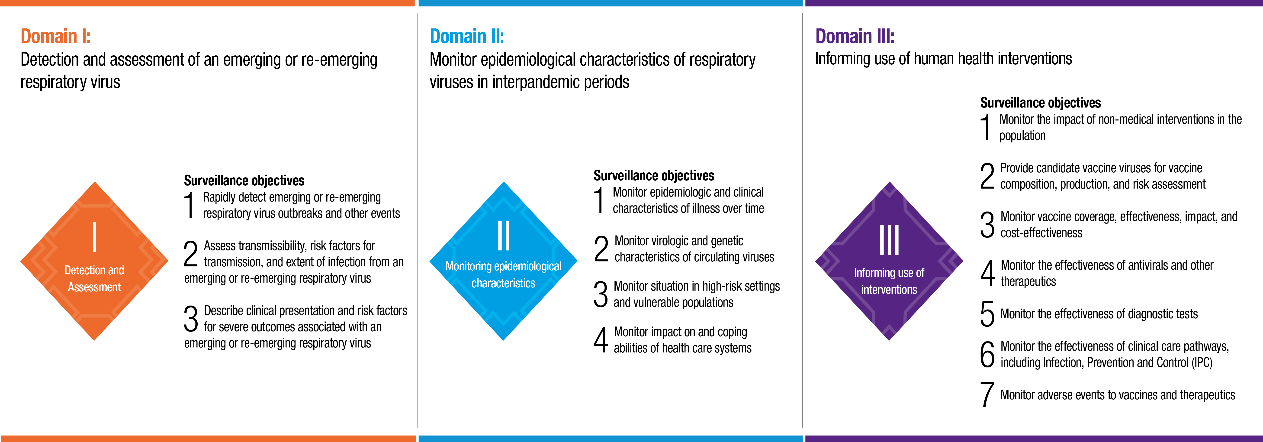 Domain I:
Detection and assessment of an emerging or re-emerging
respiratory virus
I
Detection and
Assessment
Surveillance objectives
1 Rapidly detect emerging or re-emerging
respiratory virus outbreaks and other events
2 Assess transmissibility, risk factors for
transmission, and extent of infection from an
emerging or re-emerging respiratory virus
3 Describe clinical presentation and risk factors
for severe outcomes associated with an
emerging or re-emerging respiratory virus
Domain II:
Monitor epidemiological characteristics of respiratory
viruses in interpandemic periods
II
Monitoring epidemiological
characteristics
Surveillance objectives
1 Monitor epidemiologic and clinical
characteristics of illness over time
2 Monitor virologic and genetic
characteristics of circulating viruses
3 Monitor situation in high-risk settings
and vulnerable populations
4 Monitor impact on and coping
abilities of health care systems
Domain III:
Informing use of human health interventions
III
Informing use of
interventions
Surveillance objectives
1 Monitor the impact of non-medical interventions in the
population
2 Provide candidate vaccine viruses for vaccine
composition, production, and risk assessment
3 Monitor vaccine coverage, effectiveness, impact, and
cost-effectiveness
4 Monitor the effectiveness of antivirals and other
therapeutics
5 Monitor the effectiveness of diagnostic tests
6 Monitor the effectiveness of clinical care pathways,
including Infection, Prevention and Control (IPC)
7 Monitor adverse events to vaccines and therapeutics